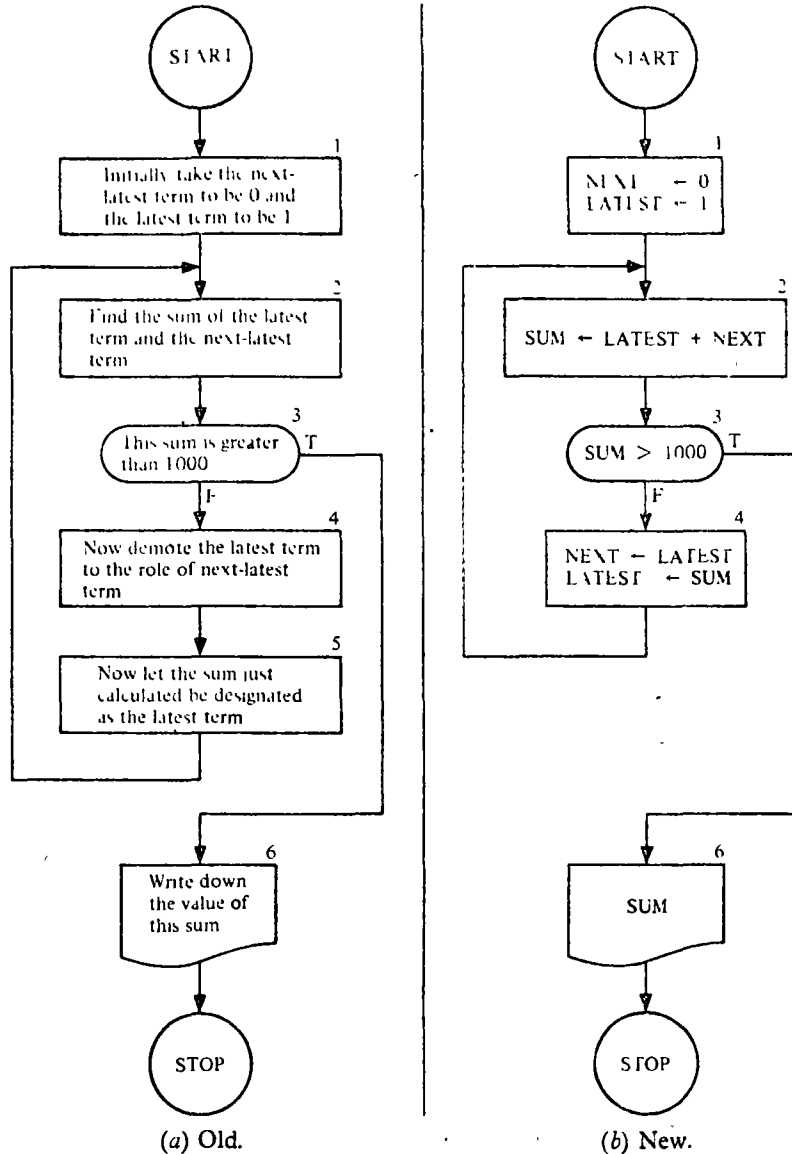 START
1
Initially take the next-
latest term to be 0 and
the latest term to be 1
2
Find the sum of the latest
term and the next-latest
term
3
This sum is greater
than 1000
T
F
4
Now demote the latest term
to the role of next-latest
term
5
Now let the sum just
calculated be designated
as the latest term
6
Write down
the value of
this sum
STOP
(a) Old.
START
1
NEXT ← 0
LATEST ← 1
2
SUM ← LATEST + NEXT
3
SUM > 1000
T
F
4
NEXT ← LATEST
LATEST ← SUM
6
SUM
STOP
(b) New.